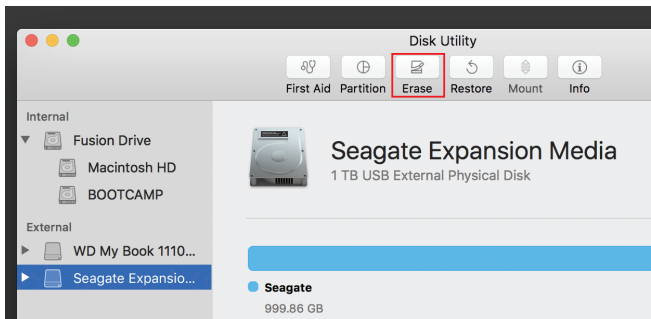 Disk Utility
First Aid Partition Erase Restore Mount Info
Internal
Fusion Drive
Macintosh HD
BOOTCAMP
External
WD My Book 1110...
Seagate Expansio...
Seagate Expansion Media
1 TB USB External Physical Disk
Seagate
999.86 GB